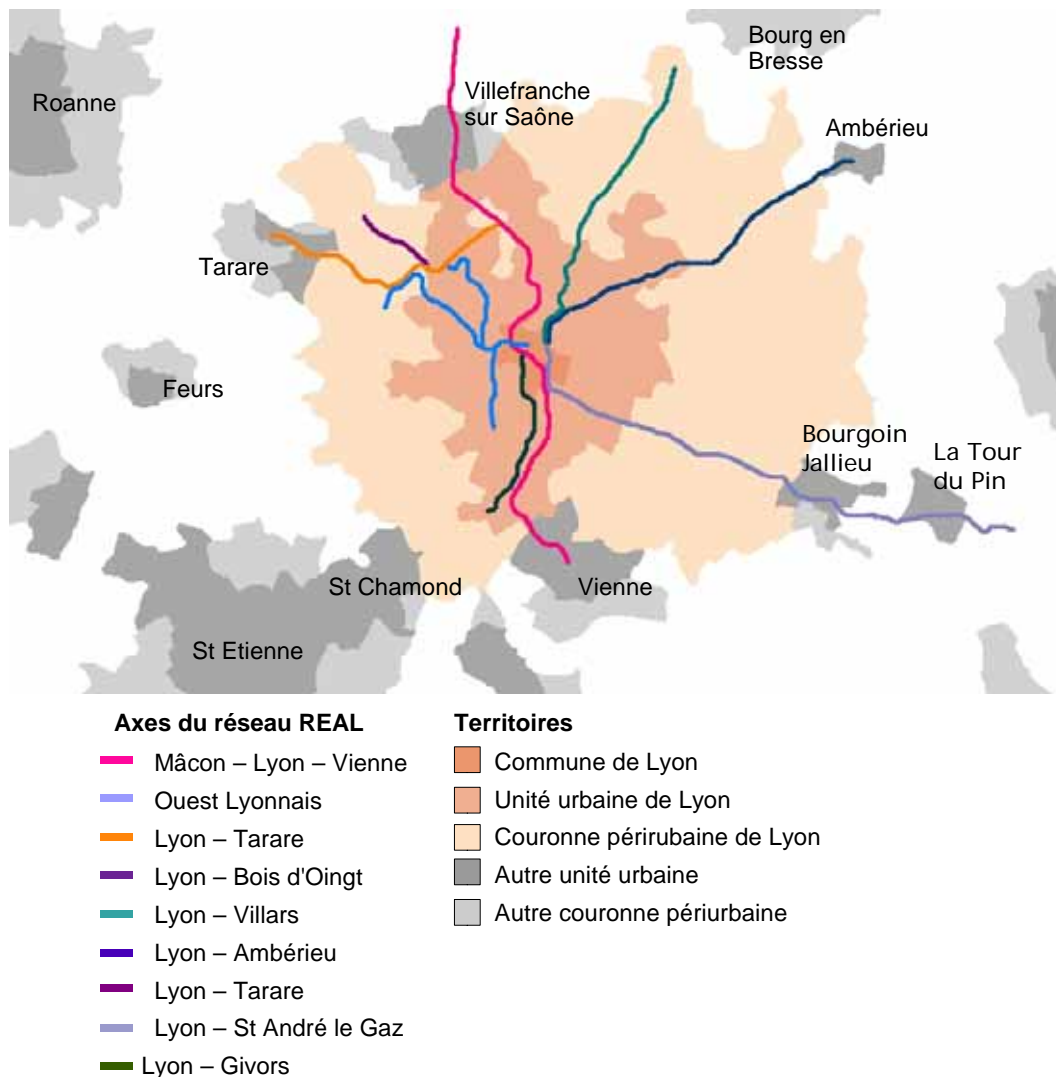 Bourg en
Bresse
Roanne
Villefranche
sur Saône
Ambérieu
Tarare
Feurs
Bourgoin
Jallieu
La Tour
du Pin
St Chamond
Vienne
St Etienne
Axes du réseau REAL
Mâcon – Lyon – Vienne
Ouest Lyonnais
Lyon – Tarare
Lyon – Bois d'Oingt
Lyon – Villars
Lyon – Ambérieu
Lyon – Tarare
Lyon – St André le Gaz
Lyon – Givors
Territoires
Commune de Lyon
Unité urbaine de Lyon
Couronne périrubaine de Lyon
Autre unité urbaine
Autre couronne périurbaine